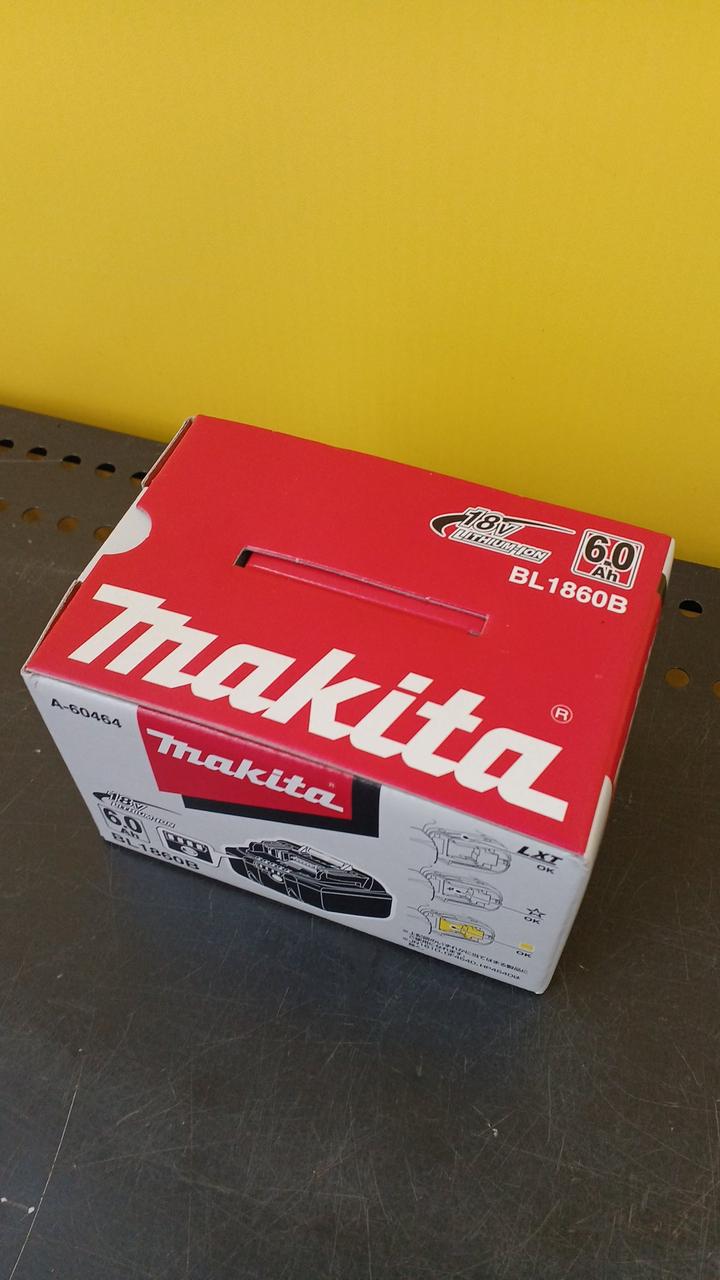 18V
LITHIUM-ION
6.0
Ah
BL1860B
makita®
A-60464
makita®
18V
LITHIUM-ION
6.0
Ah
BL1860B
LXT
OK
☆
OK
OK